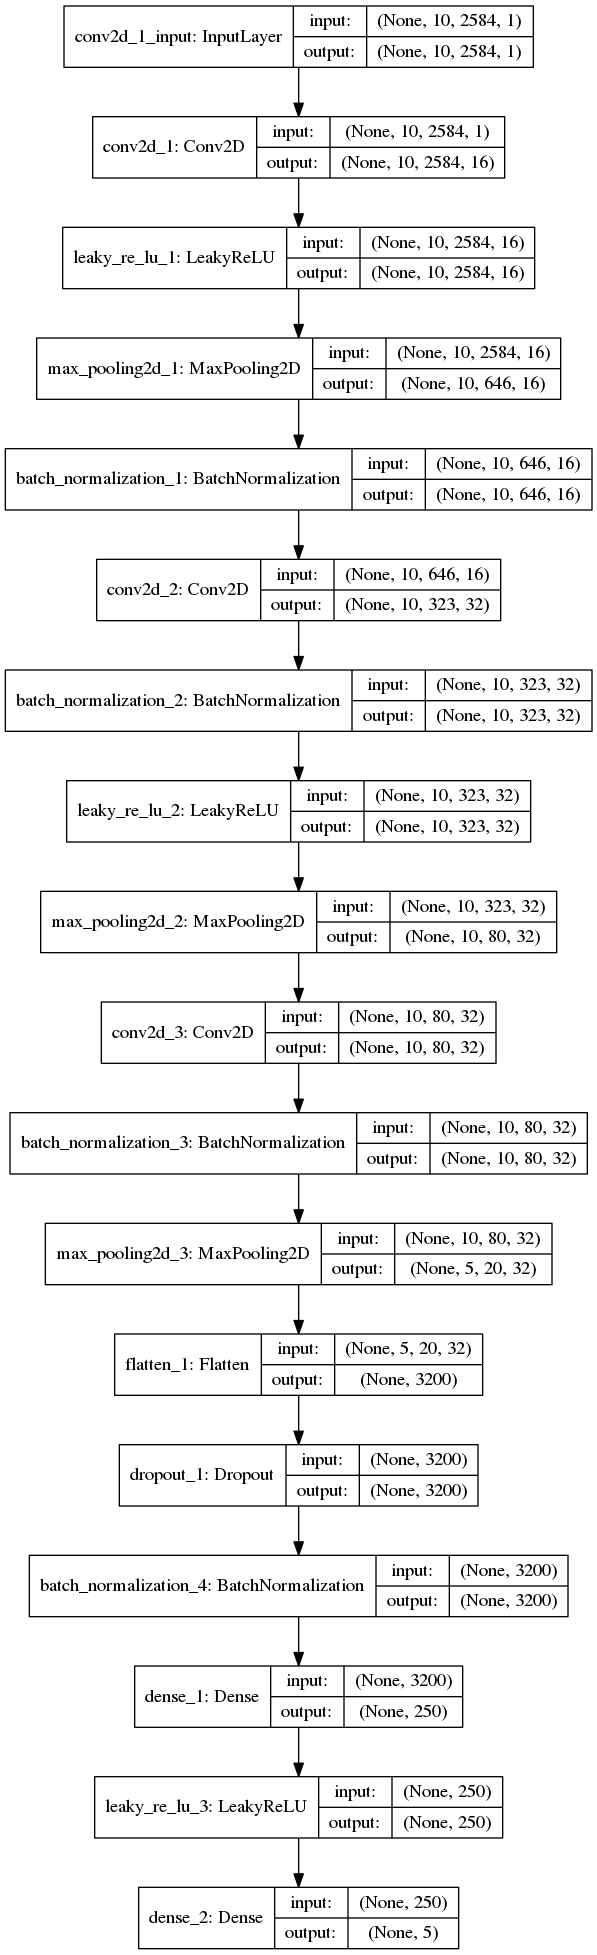 conv2d_1_input: InputLayer
input: (None, 10, 2584, 1)
output: (None, 10, 2584, 1)
conv2d_1: Conv2D
input: (None, 10, 2584, 1)
output: (None, 10, 2584, 16)
leaky_re_lu_1: LeakyReLU
input: (None, 10, 2584, 16)
output: (None, 10, 2584, 16)
max_pooling2d_1: MaxPooling2D
input: (None, 10, 2584, 16)
output: (None, 10, 646, 16)
batch_normalization_1: BatchNormalization
input: (None, 10, 646, 16)
output: (None, 10, 646, 16)
conv2d_2: Conv2D
input: (None, 10, 646, 16)
output: (None, 10, 323, 32)
batch_normalization_2: BatchNormalization
input: (None, 10, 323, 32)
output: (None, 10, 323, 32)
leaky_re_lu_2: LeakyReLU
input: (None, 10, 323, 32)
output: (None, 10, 323, 32)
max_pooling2d_2: MaxPooling2D
input: (None, 10, 323, 32)
output: (None, 10, 80, 32)
conv2d_3: Conv2D
input: (None, 10, 80, 32)
output: (None, 10, 80, 32)
batch_normalization_3: BatchNormalization
input: (None, 10, 80, 32)
output: (None, 10, 80, 32)
max_pooling2d_3: MaxPooling2D
input: (None, 10, 80, 32)
output: (None, 5, 20, 32)
flatten_1: Flatten
input: (None, 5, 20, 32)
output: (None, 3200)
dropout_1: Dropout
input: (None, 3200)
output: (None, 3200)
batch_normalization_4: BatchNormalization
input: (None, 3200)
output: (None, 3200)
dense_1: Dense
input: (None, 3200)
output: (None, 250)
leaky_re_lu_3: LeakyReLU
input: (None, 250)
output: (None, 250)
dense_2: Dense
input: (None, 250)
output: (None, 5)